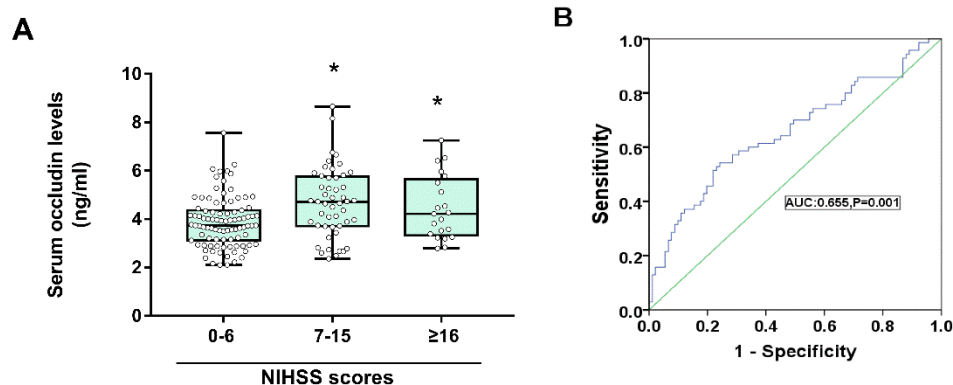 A
Serum occludin levels
(ng/ml)
10
8
6
4
2
0
*
*
0-6
7-15
≥16
NIHSS scores
B
Sensitivity
1.0
0.8
0.6
0.4
0.2
0.0
AUC:0.655,P=0.001
0.0
0.2
0.4
0.6
0.8
1.0
1 - Specificity